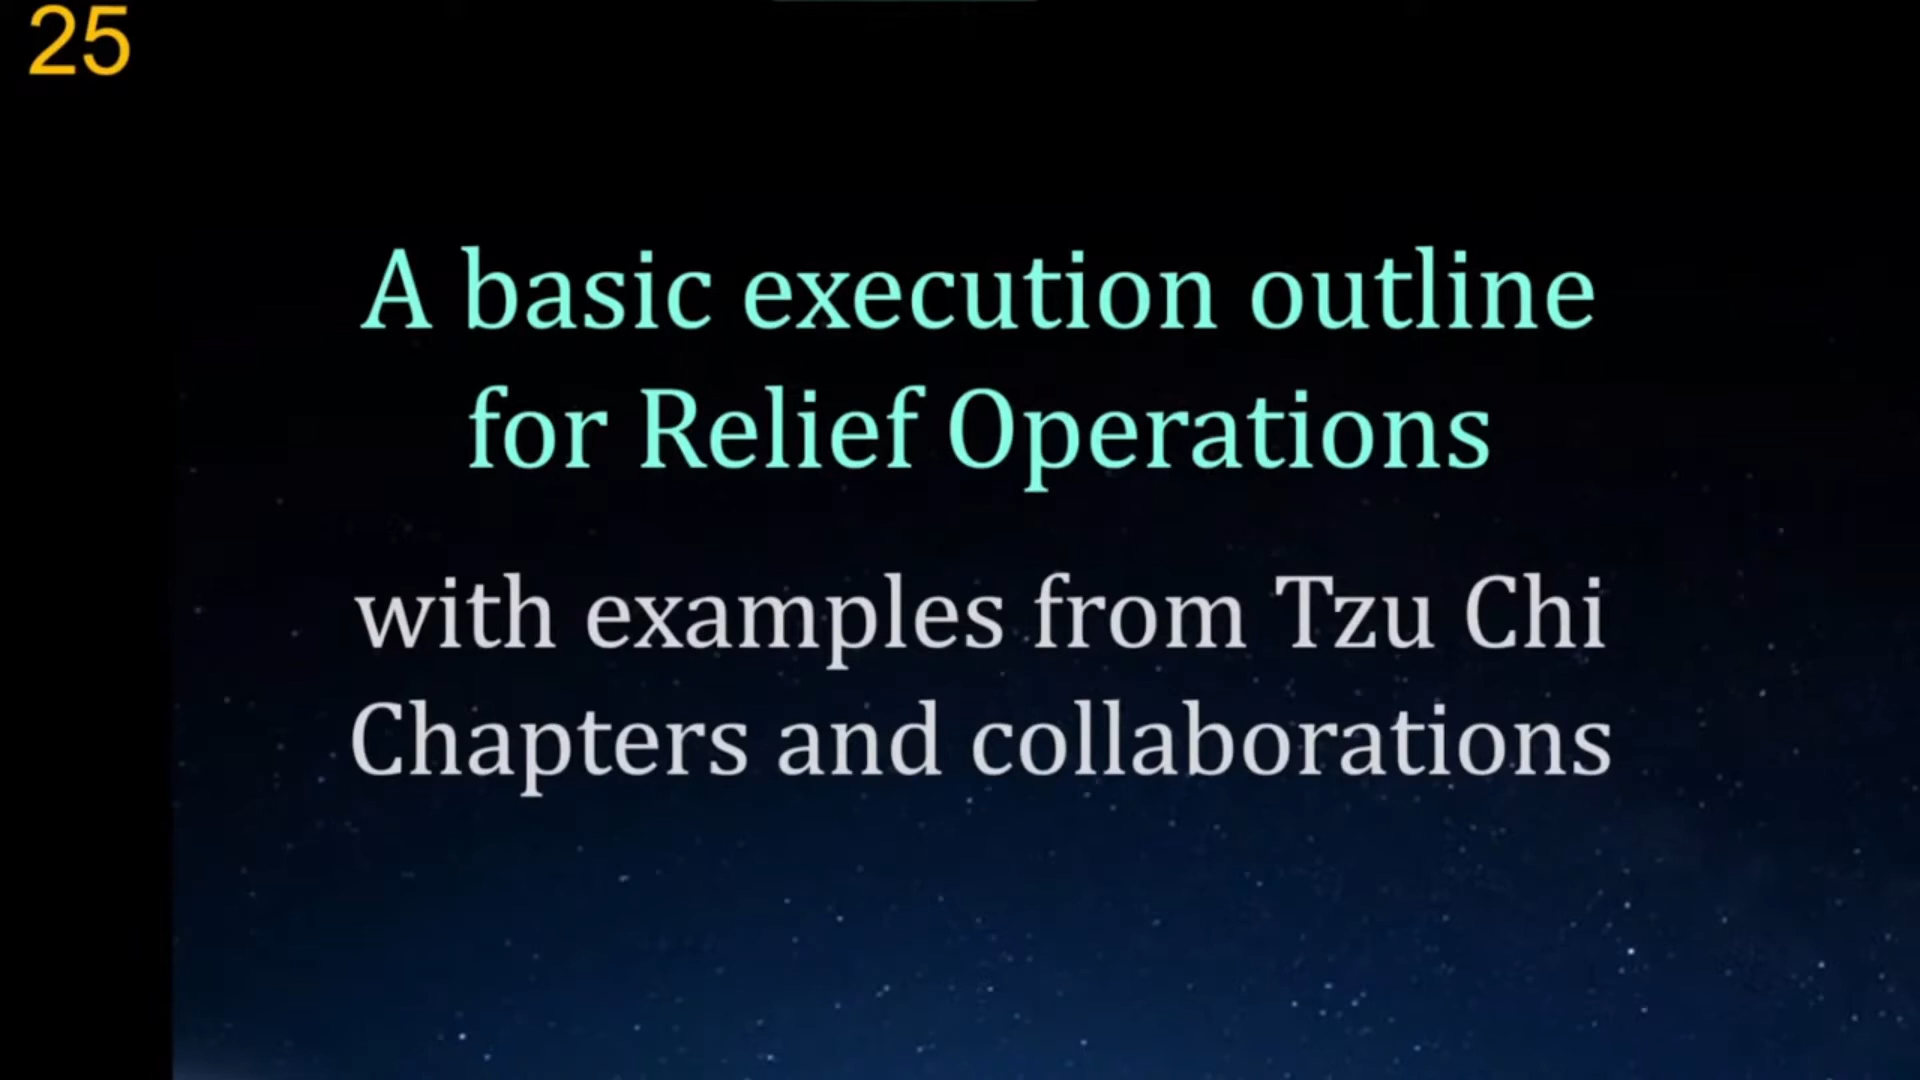 25
A basic execution outline
for Relief Operations
with examples from Tzu Chi
Chapters and collaborations